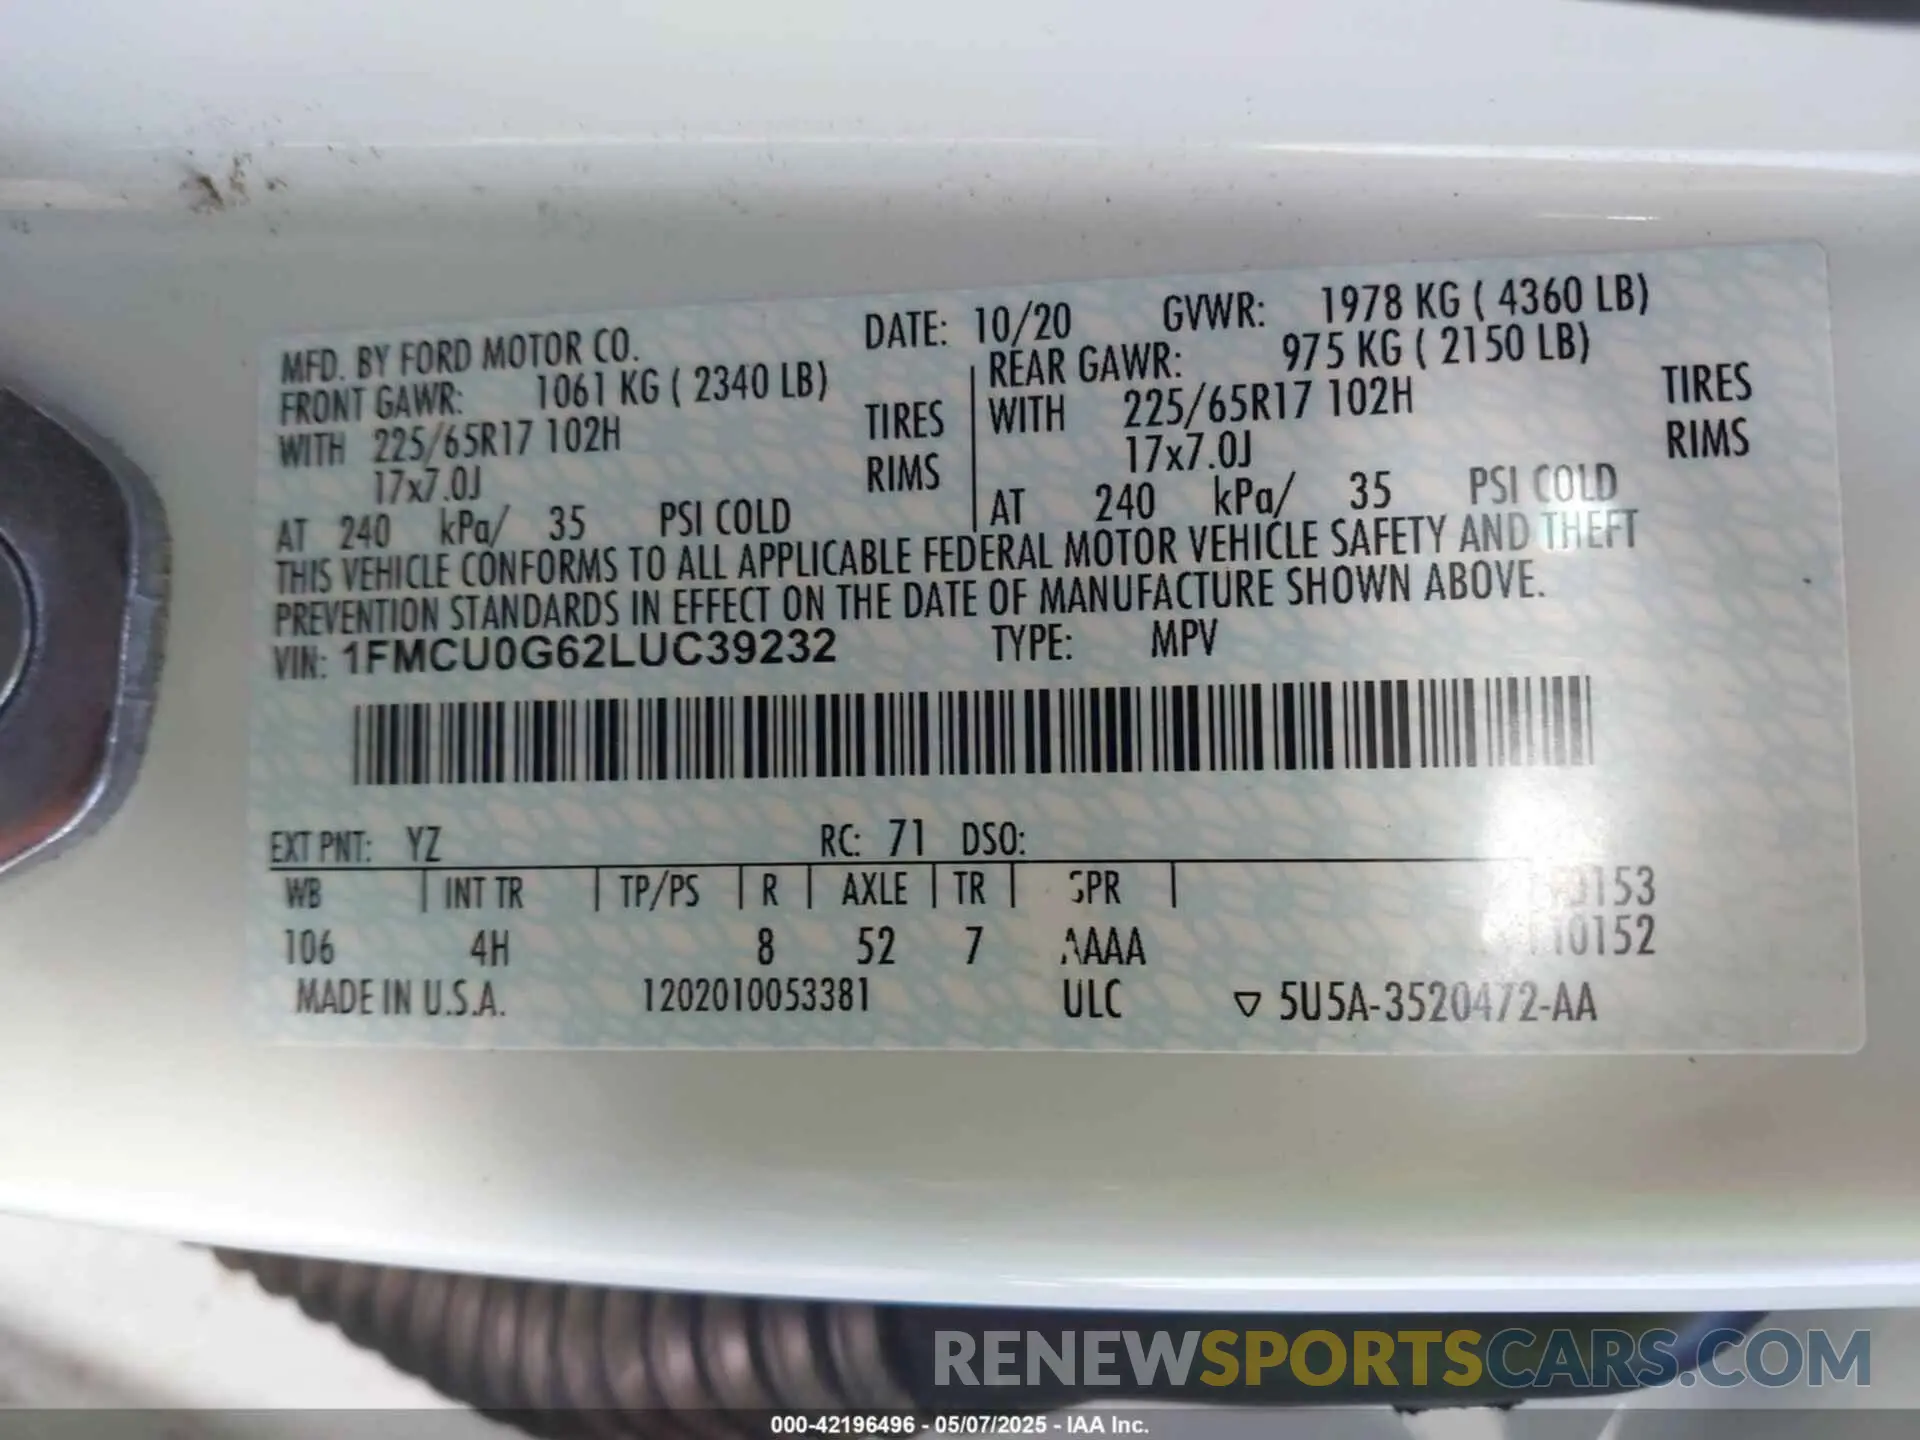 MFD. BY FORD MOTOR CO. DATE: 10/20 GVWR: 1978 KG ( 4360 LB)
FRONT GAWR: 1061 KG ( 2340 LB) REAR GAWR: 975 KG ( 2150 LB)
WITH 225/65R17 102H TIRES WITH 225/65R17 102H TIRES
17x7.0J RIMS 17x7.0J RIMS
AT 240 kPa/ 35 PSI COLD AT 240 kPa/ 35 PSI COLD
THIS VEHICLE CONFORMS TO ALL APPLICABLE FEDERAL MOTOR VEHICLE SAFETY AND THEFT
PREVENTION STANDARDS IN EFFECT ON THE DATE OF MANUFACTURE SHOWN ABOVE.
VIN: 1FMCU0G62LUC39232 TYPE: MPV
EXT PNT: YZ RC: 71 DSO:
WB INT TR TP/PS R AXLE TR SPR
106 4H 8 52 7 AAAA
MADE IN U.S.A. 1202010053381 ULC ▽ 5U5A-3520472-AA
RENEWSPORTSCARS.COM
000-42196496 - 05/07/2025 - IAA Inc.